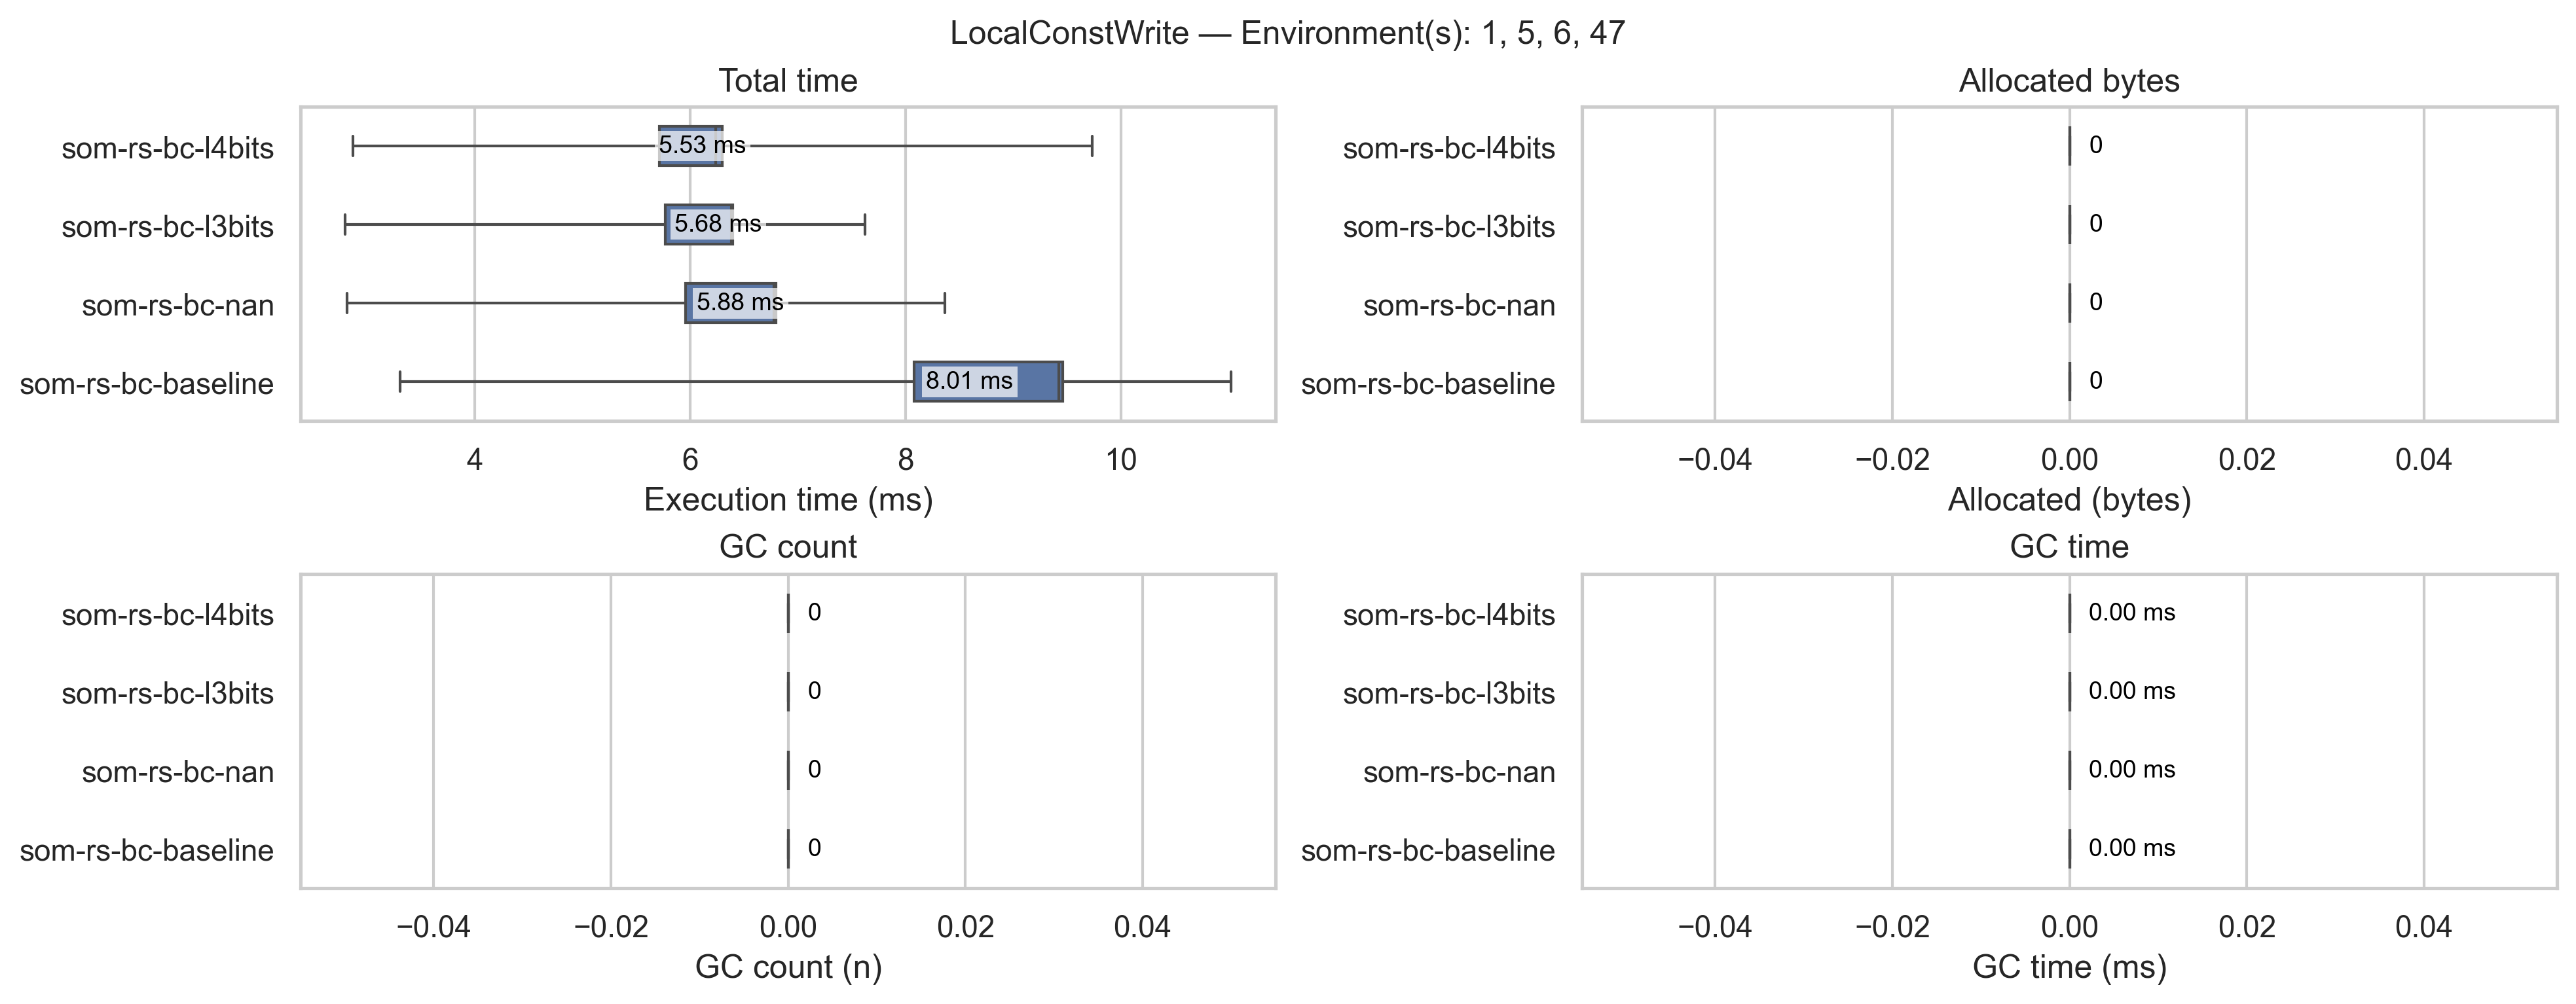 LocalConstWrite — Environment(s): 1, 5, 6, 47
Total time
som-rs-bc-l4bits
5.53 ms
som-rs-bc-l3bits
5.68 ms
som-rs-bc-nan
5.88 ms
som-rs-bc-baseline
8.01 ms
4 6 8 10
Execution time (ms)
Allocated bytes
som-rs-bc-l4bits
0
som-rs-bc-l3bits
0
som-rs-bc-nan
0
som-rs-bc-baseline
0
−0.04 −0.02 0.00 0.02 0.04
Allocated (bytes)
GC count
som-rs-bc-l4bits
0
som-rs-bc-l3bits
0
som-rs-bc-nan
0
som-rs-bc-baseline
0
−0.04 −0.02 0.00 0.02 0.04
GC count (n)
GC time
som-rs-bc-l4bits
0.00 ms
som-rs-bc-l3bits
0.00 ms
som-rs-bc-nan
0.00 ms
som-rs-bc-baseline
0.00 ms
−0.04 −0.02 0.00 0.02 0.04
GC time (ms)